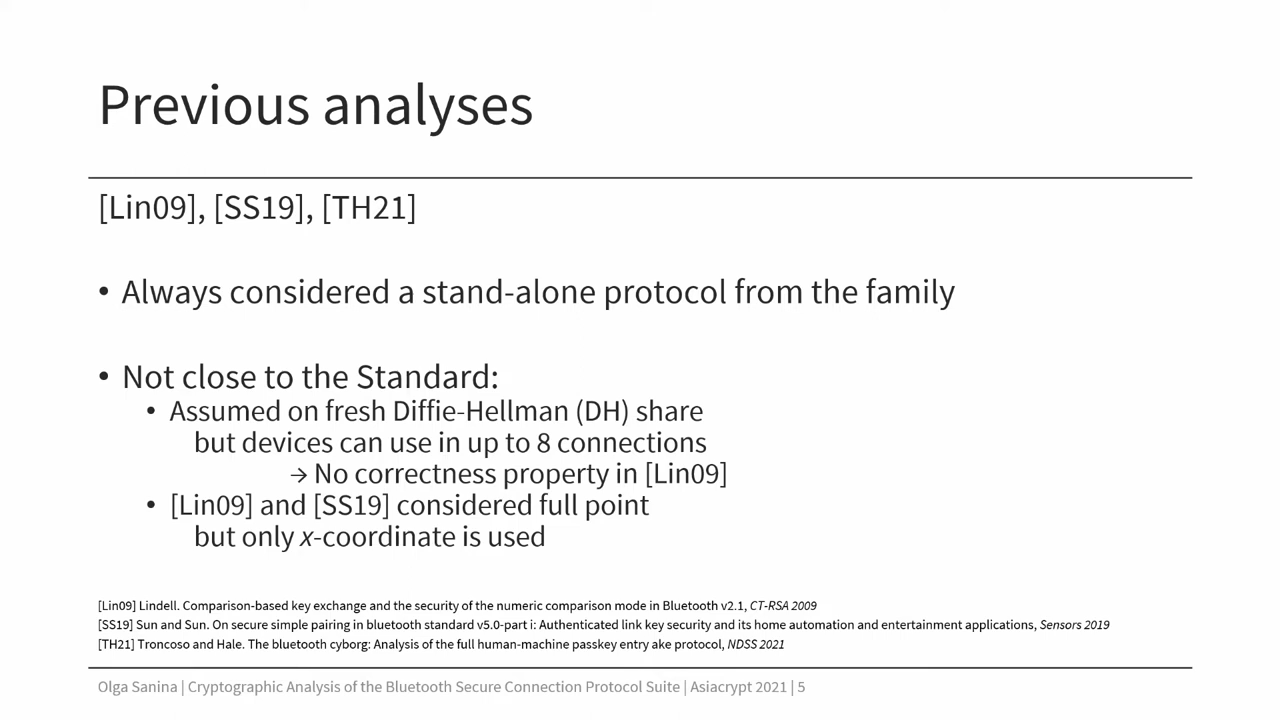 Previous analyses
[Lin09], [SS19], [TH21]
• Always considered a stand-alone protocol from the family
• Not close to the Standard:
• Assumed on fresh Diffie-Hellman (DH) share
but devices can use in up to 8 connections
→ No correctness property in [Lin09]
• [Lin09] and [SS19] considered full point
but only x-coordinate is used
[Lin09] Lindell. Comparison-based key exchange and the security of the numeric comparison mode in Bluetooth v2.1, CT-RSA 2009
[SS19] Sun and Sun. On secure simple pairing in bluetooth standard v5.0-part i: Authenticated link key security and its home automation and entertainment applications, Sensors 2019
[TH21] Troncoso and Hale. The bluetooth cyborg: Analysis of the full human-machine passkey entry ake protocol, NDSS 2021
Olga Sanina | Cryptographic Analysis of the Bluetooth Secure Connection Protocol Suite | Asiacrypt 2021 | 5